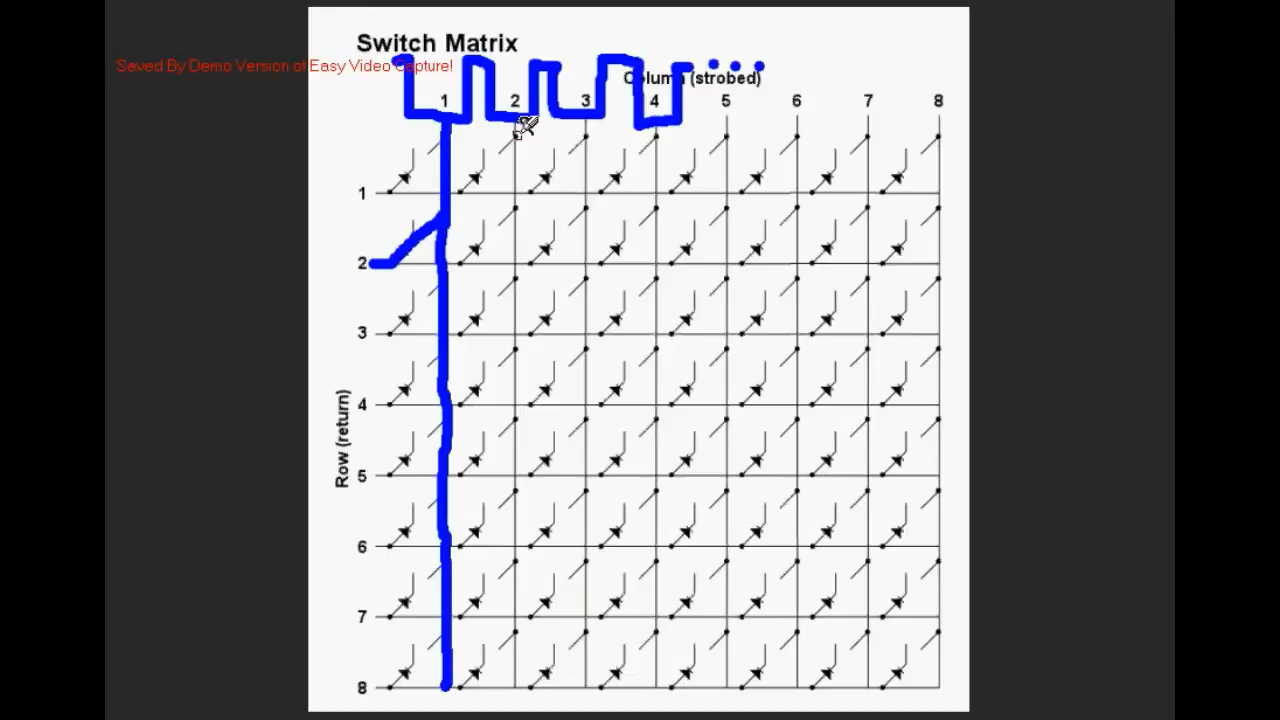 Switch Matrix
Saved By Demo Version of Easy Video Capture!
Column (strobed)
1 2 3 4 5 6 7 8
1
2
3
4
Row (return)
5
6
7
8